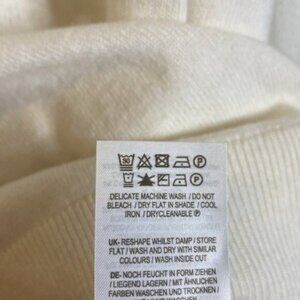 30 P
P
DELICATE MACHINE WASH / DO NOT
BLEACH / DRY FLAT IN SHADE / COOL
IRON / DRYCLEANABLE P
UK- RESHAPE WHILST DAMP / STORE
FLAT / WASH AND DRY WITH SIMILAR
COLOURS / WASH INSIDE OUT
DE- NOCH FEUCHT IN FORM ZIEHEN
/ LIEGEND LAGERN / MIT ÄHNLICHEN
FARBEN WASCHEN UND TROCKNEN /